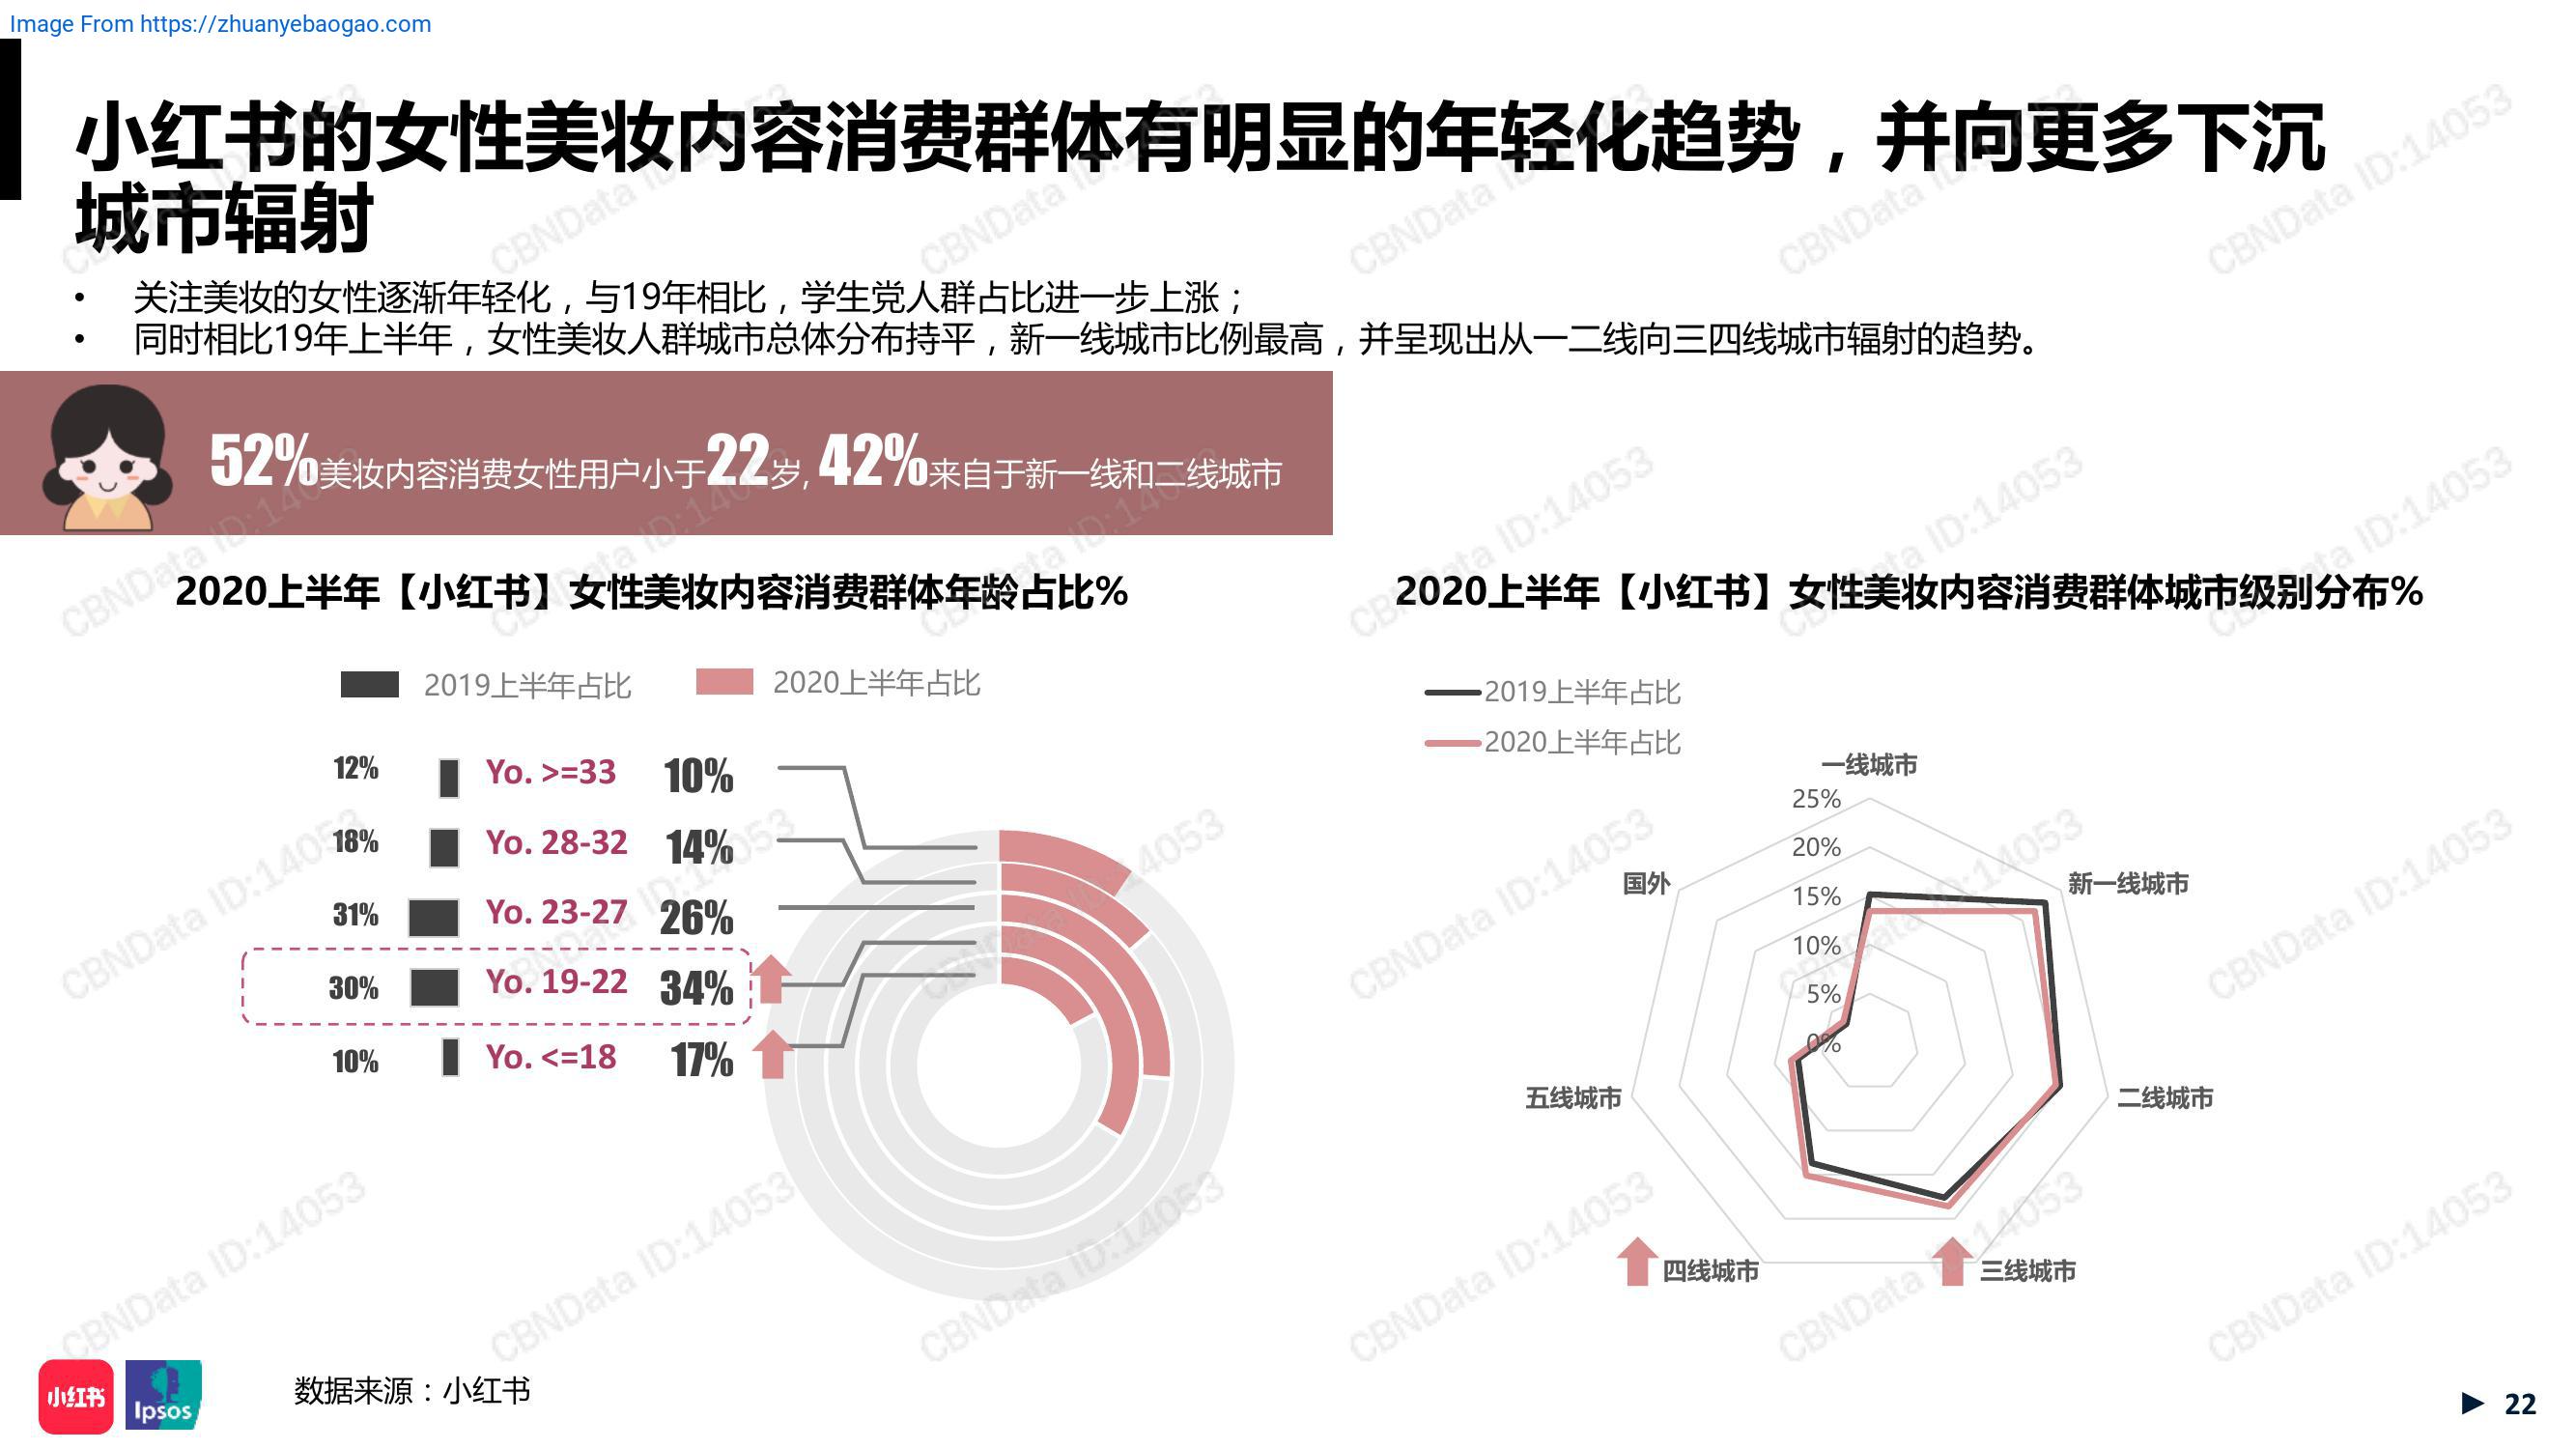 Image From https://zhuanyebaogao.com
小红书的女性美妆内容消费群体有明显的年轻化趋势，并向更多下沉
城市辐射
• 关注美妆的女性逐渐年轻化，与19年相比，学生党人群占比进一步上涨；
• 同时相比19年上半年，女性美妆人群城市总体分布持平，新一线城市比例最高，并呈现出从一二线向三四线城市辐射的趋势。
52%美妆内容消费女性用户小于22岁, 42%来自于新一线和二线城市
2020上半年【小红书】女性美妆内容消费群体年龄占比%
2019上半年占比 2020上半年占比
12% Yo. >=33 10%
18% Yo. 28-32 14%
31% Yo. 23-27 26%
30% Yo. 19-22 34%
10% Yo. <=18 17%
2020上半年【小红书】女性美妆内容消费群体城市级别分布%
2019上半年占比
2020上半年占比
一线城市
25%
20%
15%
10%
5%
0%
国外
新一线城市
五线城市
二线城市
四线城市
三线城市
小红书
Ipsos
数据来源：小红书
22
CBNData ID:14053